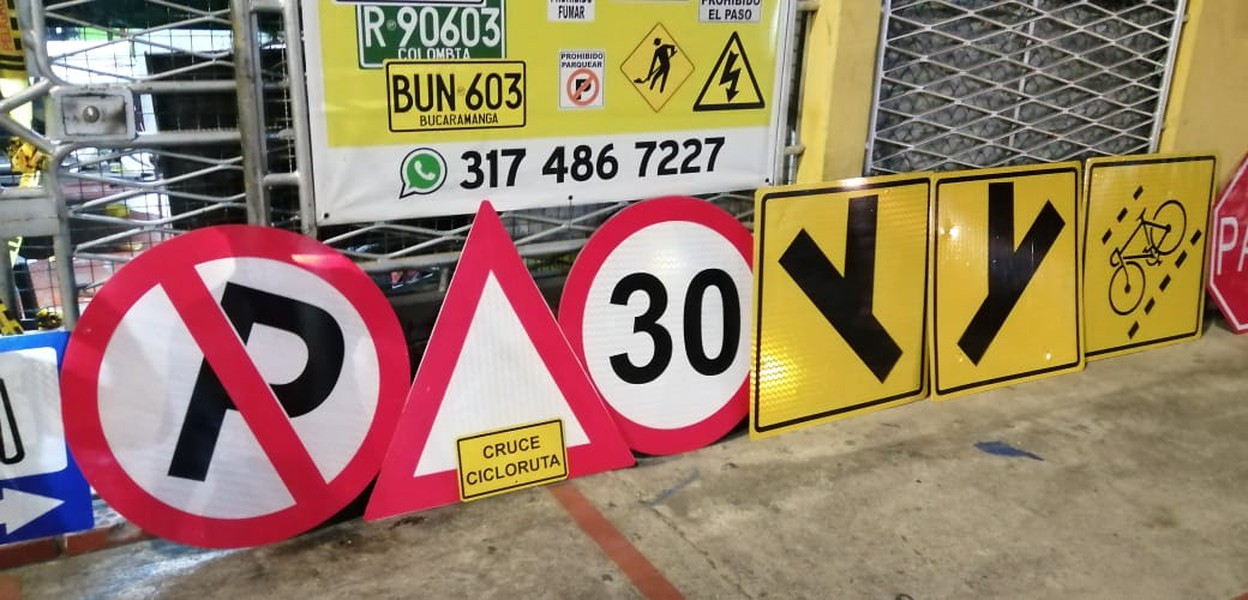 PROHIBIDO
FUMAR
PROHIBIDO
EL PASO
R 90603
COLOMBIA
BUN 603
BUCARAMANGA
PROHIBIDO
PARQUEAR
P
317 486 7227
P
CRUCE
CICLORUTA
30
PA